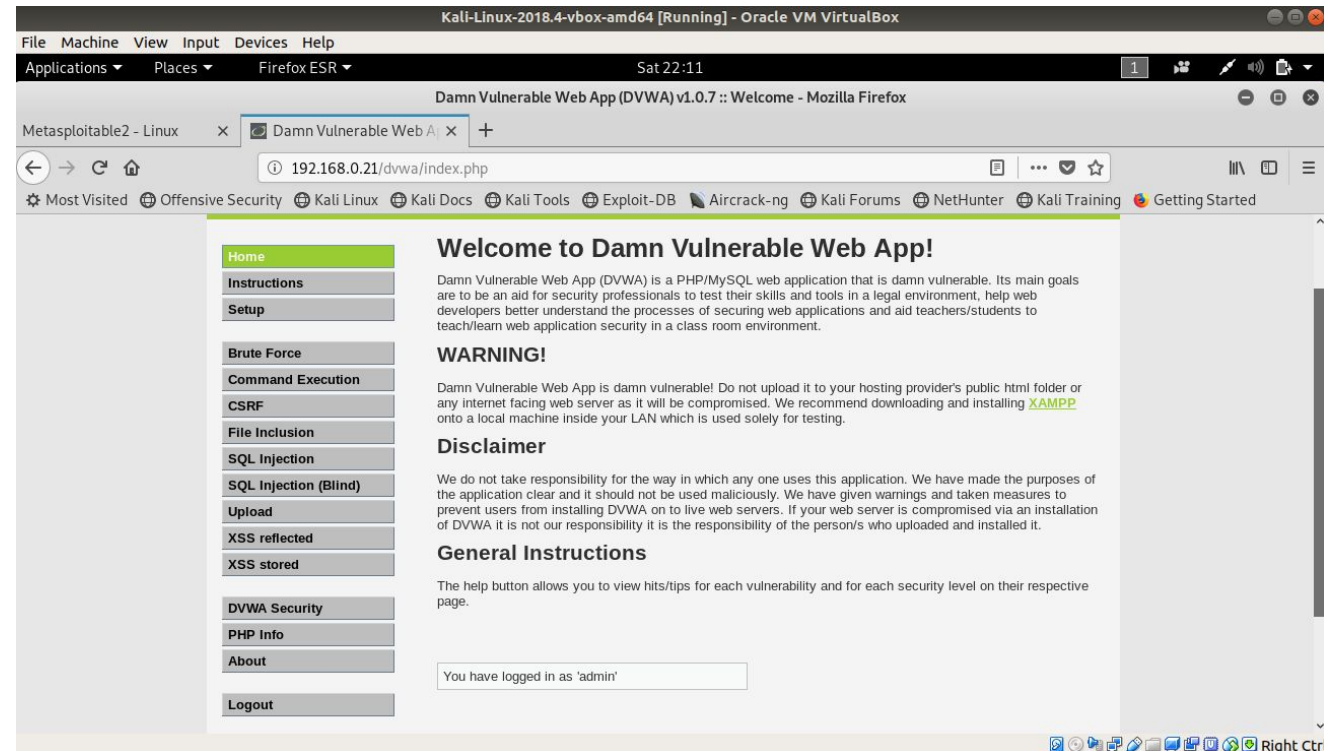 Kali-Linux-2018.4-vbox-amd64 [Running] - Oracle VM VirtualBox
File Machine View Input Devices Help
Applications Places Firefox ESR Sat 22:11 1
Damn Vulnerable Web App (DVWA) v1.0.7 :: Welcome - Mozilla Firefox
Metasploitable2 - Linux Damn Vulnerable Web A
192.168.0.21/dvwa/index.php
Most Visited Offensive Security Kali Linux Kali Docs Kali Tools Exploit-DB Aircrack-ng Kali Forums NetHunter Kali Training Getting Started
Home
Instructions
Setup
Brute Force
Command Execution
CSRF
File Inclusion
SQL Injection
SQL Injection (Blind)
Upload
XSS reflected
XSS stored
DVWA Security
PHP Info
About
Logout
Welcome to Damn Vulnerable Web App!
Damn Vulnerable Web App (DVWA) is a PHP/MySQL web application that is damn vulnerable. Its main goals
are to be an aid for security professionals to test their skills and tools in a legal environment, help web
developers better understand the processes of securing web applications and aid teachers/students to
teach/learn web application security in a class room environment.
WARNING!
Damn Vulnerable Web App is damn vulnerable! Do not upload it to your hosting provider's public html folder or
any internet facing web server as it will be compromised. We recommend downloading and installing XAMPP
onto a local machine inside your LAN which is used solely for testing.
Disclaimer
We do not take responsibility for the way in which any one uses this application. We have made the purposes of
the application clear and it should not be used maliciously. We have given warnings and taken measures to
prevent users from installing DVWA on to live web servers. If your web server is compromised via an installation
of DVWA it is not our responsibility it is the responsibility of the person/s who uploaded and installed it.
General Instructions
The help button allows you to view hits/tips for each vulnerability and for each security level on their respective
page.
You have logged in as 'admin'
Right Ctrl